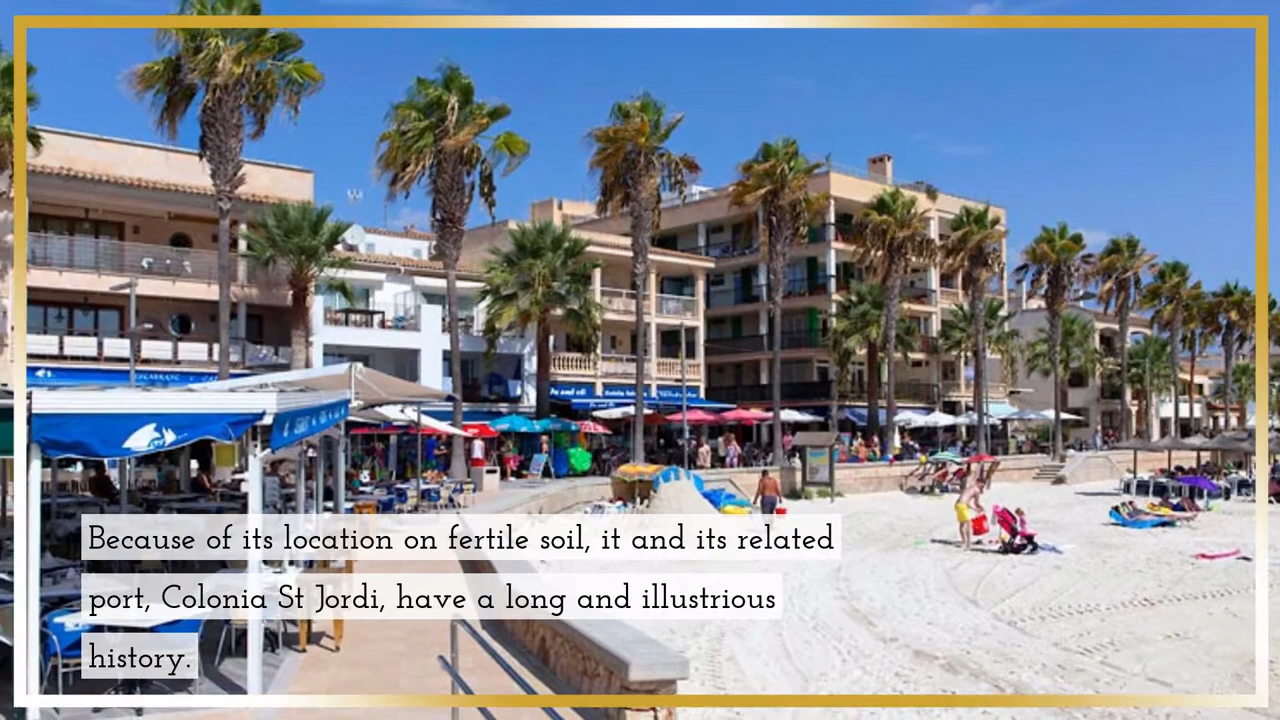 Because of its location on fertile soil, it and its related
port, Colonia St Jordi, have a long and illustrious
history.